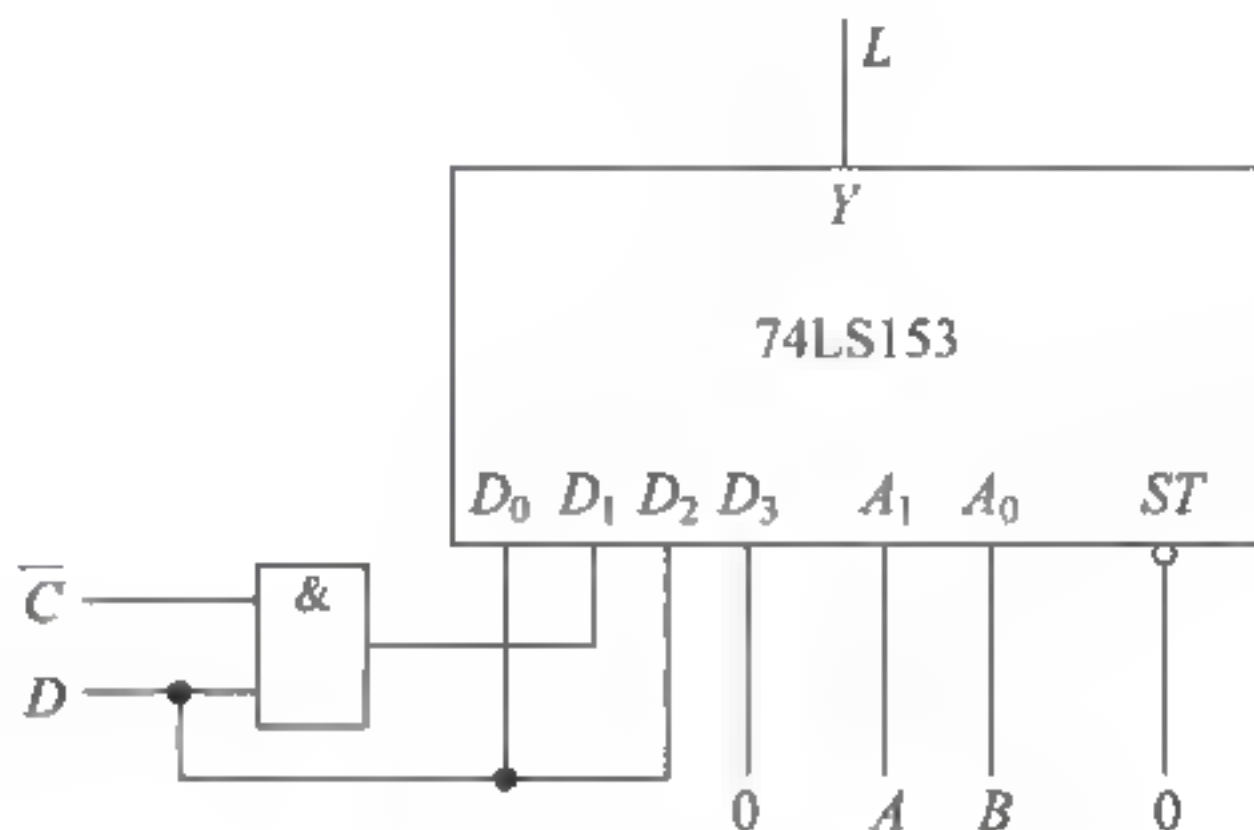 L
Y
74LS153
D₀ D₁ D₂ D₃ A₁ A₀ ST
C̅ &
D
0 A B 0